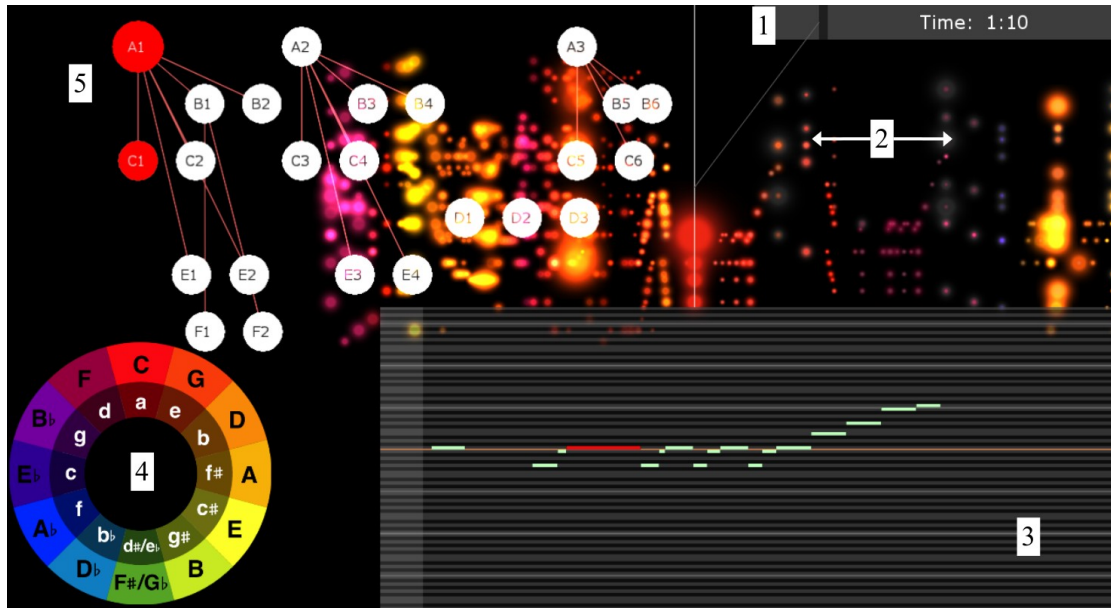 1 Time: 1:10
A1 A2 A3
5
B1 B2 B3 B4 B5 B6
2
C1 C2 C3 C4 C5 C6
D1 D2 D3
E1 E2 E3 E4
F1 F2
C
F G
a
B♭ d e D
g b
E♭ c 4 f# A
f c#
A♭ b♭ g# E
d#/e♭
D♭ B
F#/G♭
3